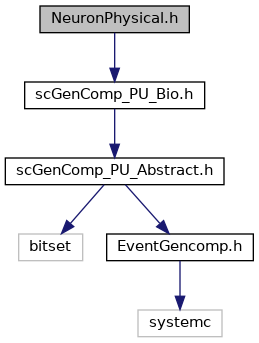 NeuronPhysical.h
scGenComp_PU_Bio.h
scGenComp_PU_Abstract.h
bitset
EventGencomp.h
systemc